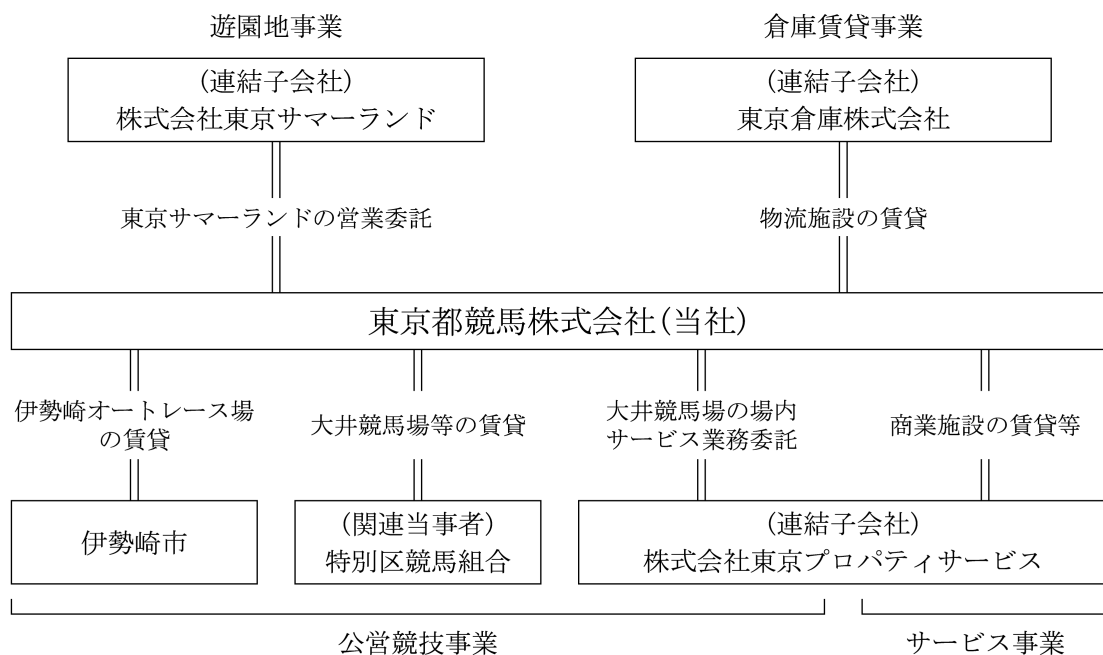 遊園地事業
倉庫賃貸事業
(連結子会社)
株式会社東京サマーランド
(連結子会社)
東京倉庫株式会社
東京サマーランドの営業委託
物流施設の賃貸
東京都競馬株式会社(当社)
伊勢崎オートレース場
の賃貸
大井競馬場等の賃貸
大井競馬場の場内
サービス業務委託
商業施設の賃貸等
伊勢崎市
(関連当事者)
特別区競馬組合
(連結子会社)
株式会社東京プロパティサービス
公営競技事業
サービス事業